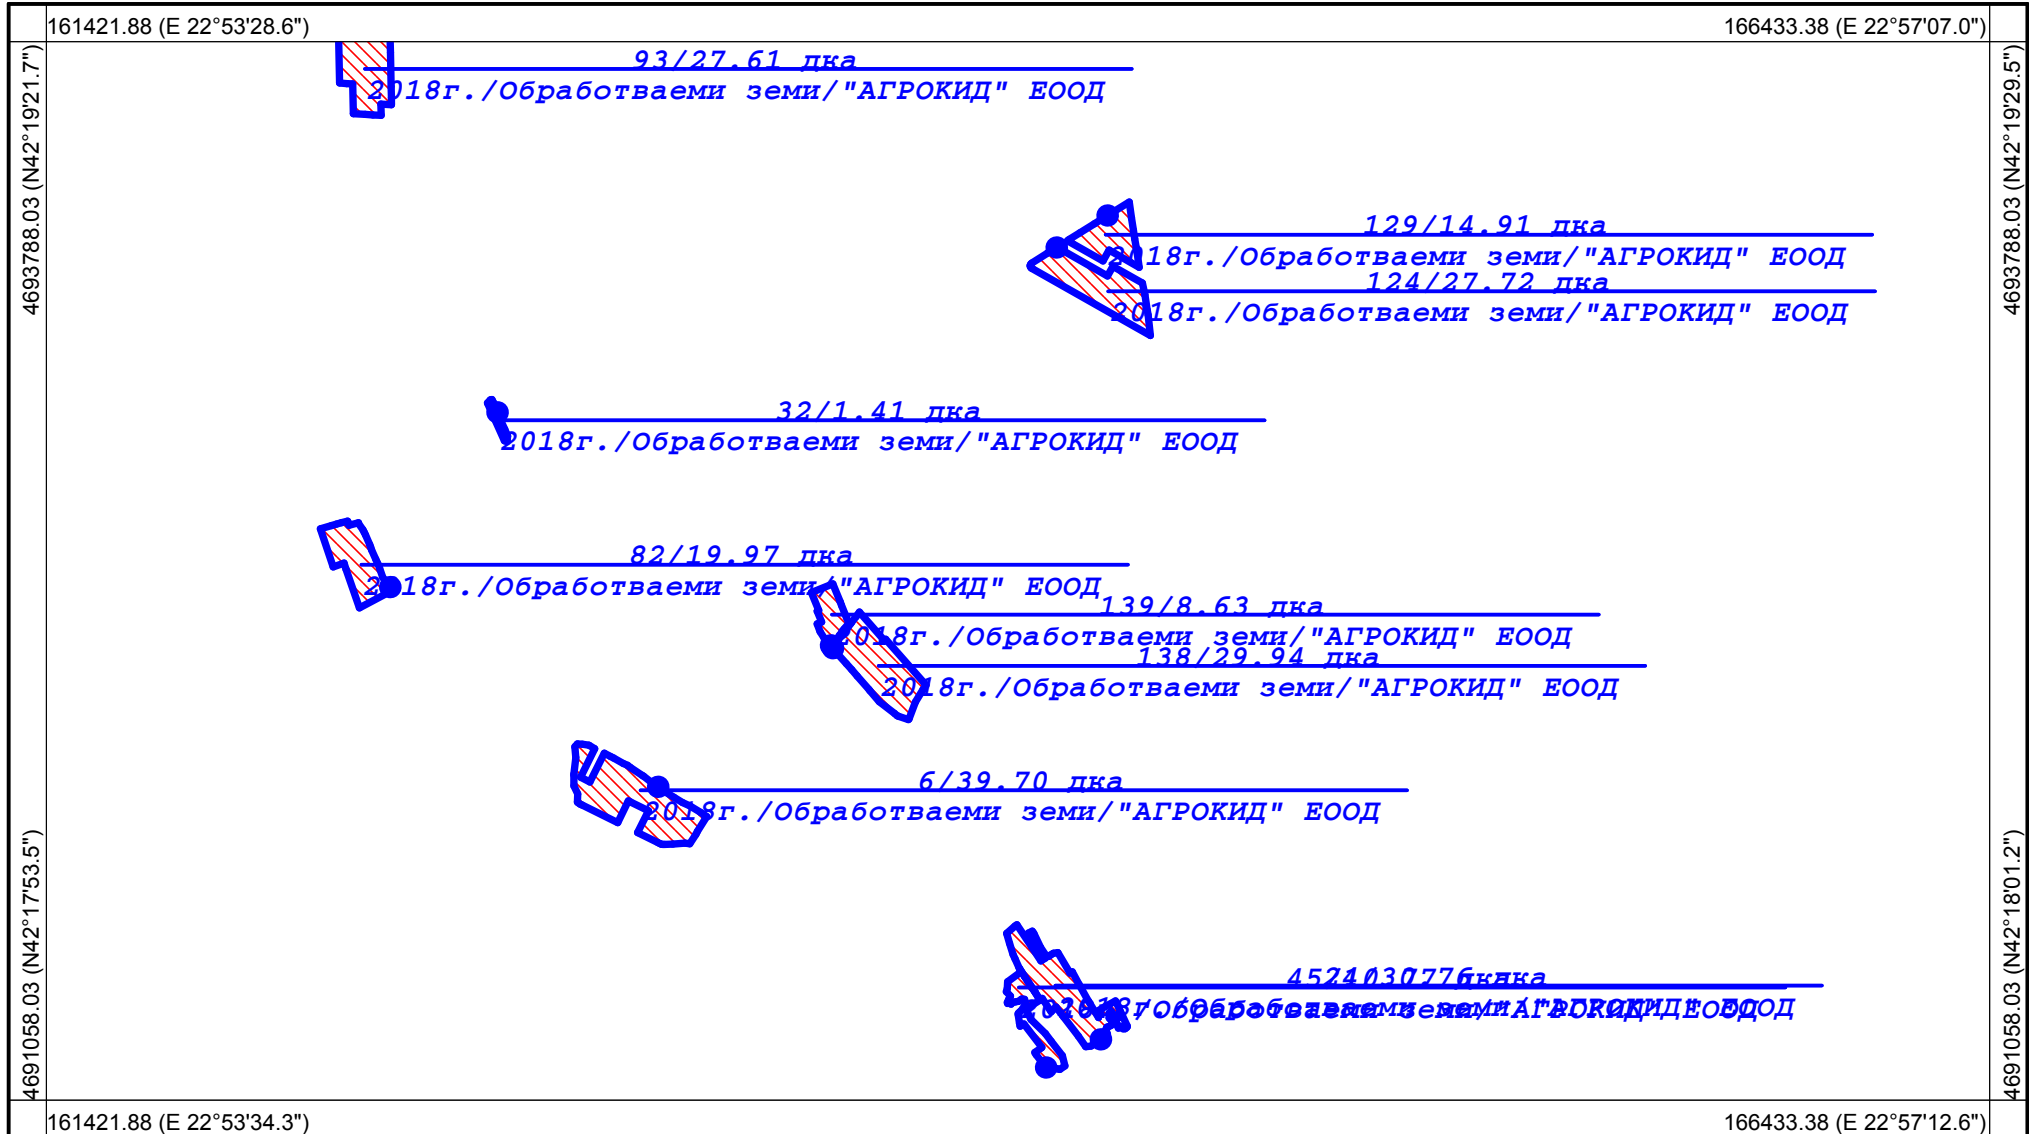 161421.88 (E 22°53'28.6")
166433.38 (E 22°57'07.0")
4693788.03 (N42°19'21.7")
4693788.03 (N42°19'29.5")
93/27.61 дка
2018г./Обработваеми земи/"АГРОКИД" ЕООД
129/14.91 дка
2018г./Обработваеми земи/"АГРОКИД" ЕООД
124/27.72 дка
2018г./Обработваеми земи/"АГРОКИД" ЕООД
32/1.41 дка
2018г./Обработваеми земи/"АГРОКИД" ЕООД
82/19.97 дка
2018г./Обработваеми земи/"АГРОКИД" ЕООД
139/8.63 дка
2018г./Обработваеми земи/"АГРОКИД" ЕООД
138/29.94 дка
2018г./Обработваеми земи/"АГРОКИД" ЕООД
6/39.70 дка
2018г./Обработваеми земи/"АГРОКИД" ЕООД
дка
2018г./Обработваеми земи/"АГРОКИД" ЕООД
4691058.03 (N42°17'53.5")
4691058.03 (N42°18'01.2")
161421.88 (E 22°53'34.3")
166433.38 (E 22°57'12.6")